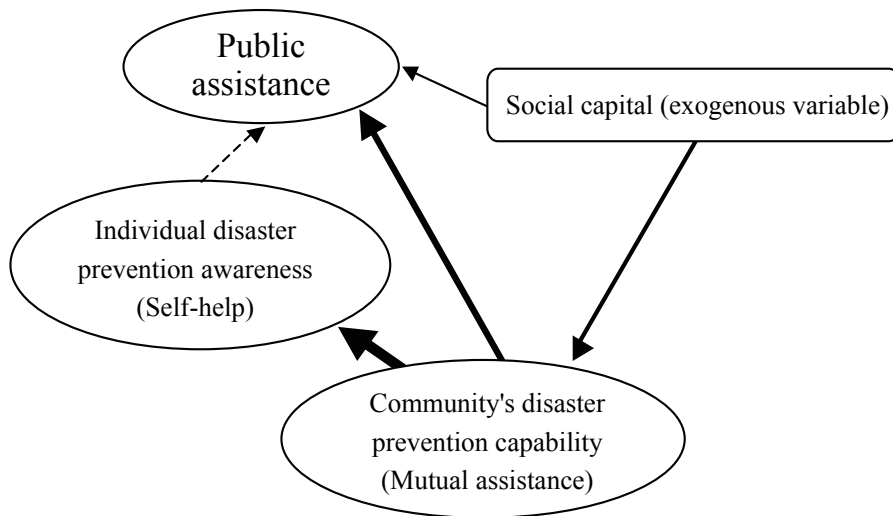 Public
assistance
Social capital (exogenous variable)
Individual disaster
prevention awareness
(Self-help)
Community's disaster
prevention capability
(Mutual assistance)